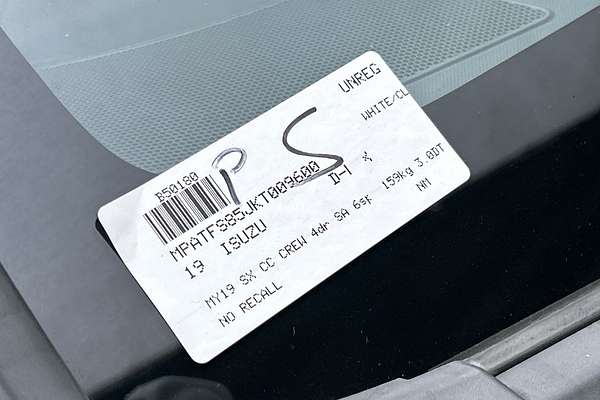 UNREG
WHITE/CL
B50180
P S
MPATFS85JKT009600
19 ISUZU D-I X
MY19 SX CC CREW 4dr SA 6sp 159kg 3.0DT
NO RECALL NM